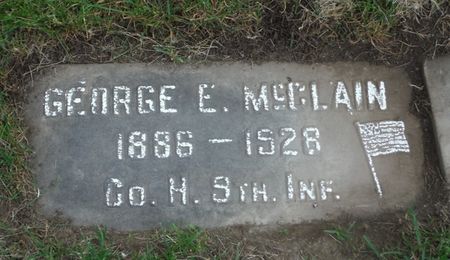 GEORGE E. McCLAIN
1886 – 1928
Co. H. 9TH. INF.